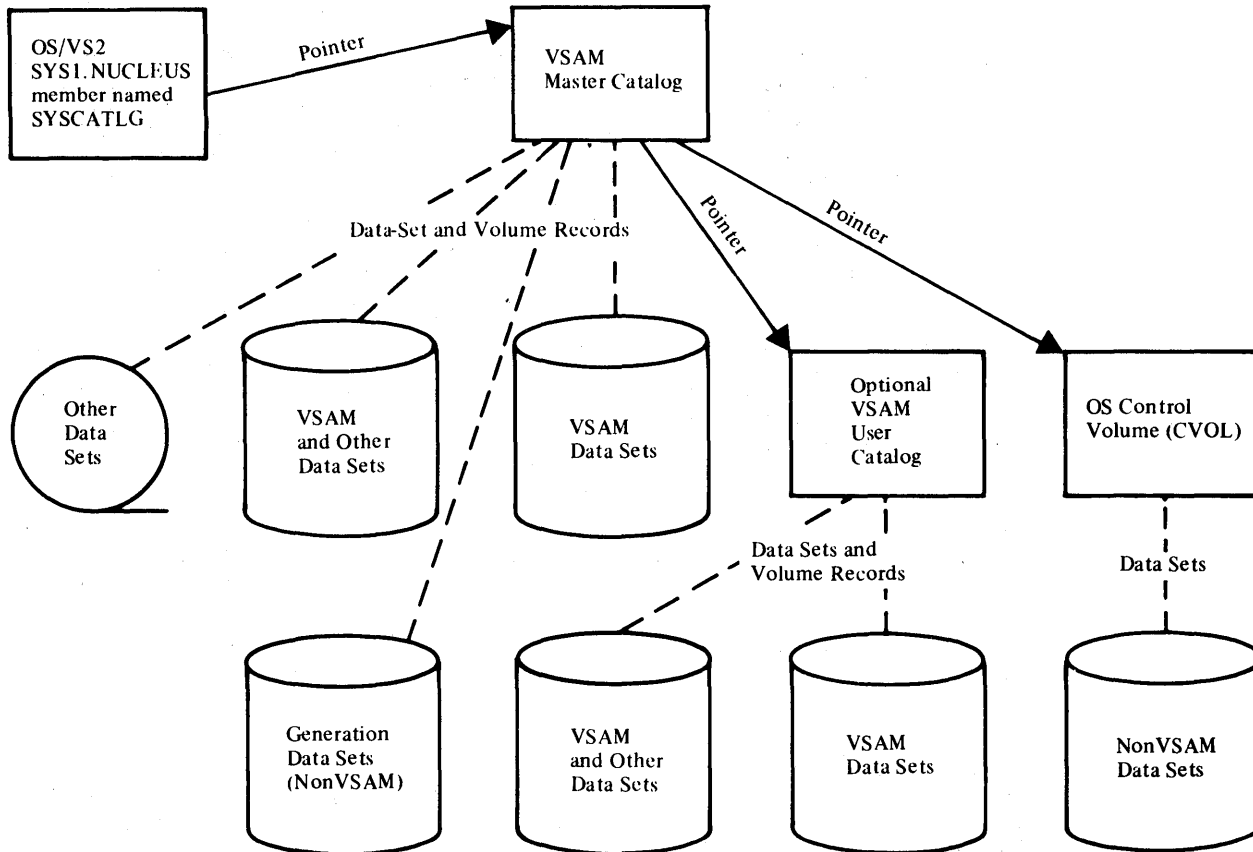 OS/VS2
SYS1.NUCLEUS
member named
SYSCATLG
Pointer
VSAM
Master Catalog
Data-Set and Volume Records
Pointer
Pointer
Other
Data
Sets
VSAM
and Other
Data Sets
VSAM
Data Sets
Optional
VSAM
User
Catalog
OS Control
Volume (CVOL)
Data Sets and
Volume Records
Data Sets
Generation
Data Sets
(NonVSAM)
VSAM
and Other
Data Sets
VSAM
Data Sets
NonVSAM
Data Sets